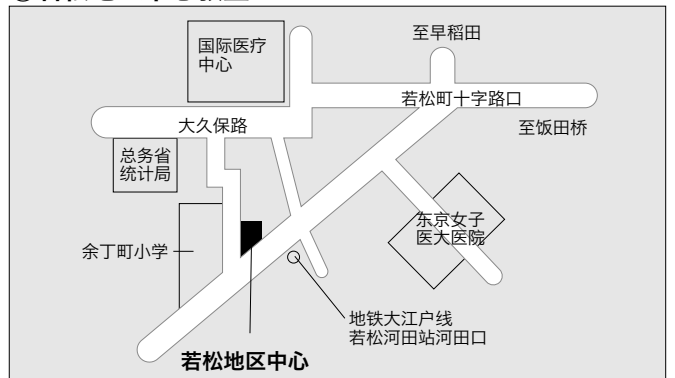 国际医疗
中心
至早稻田
若松町十字路口
大久保路
至饭田桥
总务省
统计局
东京女子
医大医院
余丁町小学
地铁大江户线
若松河田站河田口
若松地区中心